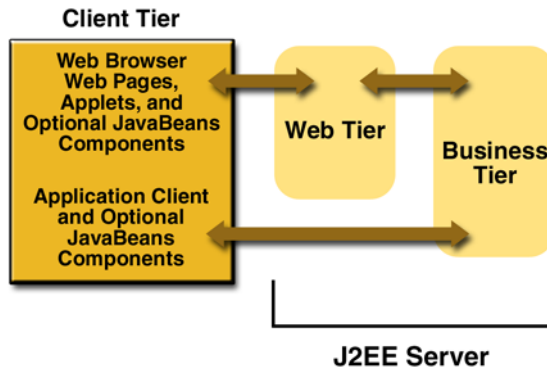 Client Tier
Web Browser
Web Pages,
Applets, and
Optional JavaBeans
Components
Application Client
and Optional
JavaBeans
Components
Web Tier
Business
Tier
J2EE Server